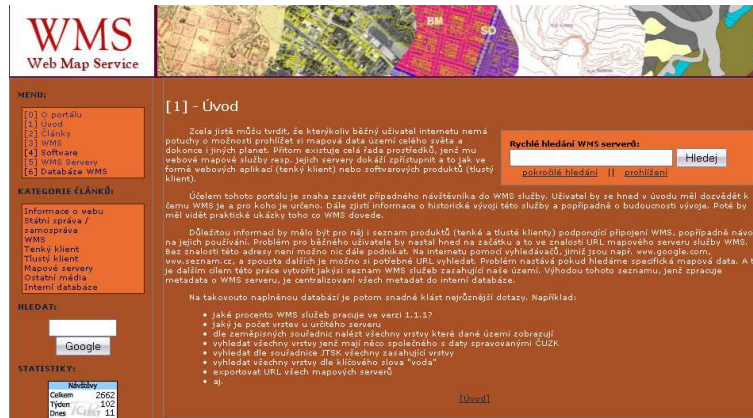 WMS
Web Map Service
BM
SO
MENU:
[0] O portálu
[1] Úvod
[2] Články
[3] WMS
[4] Software
[5] WMS Servery
[6] Databáze WMS
KATEGORIE ČLÁNKŮ:
Informace o webu
Státní správa /
samospráva
WMS
Tenký klient
Tlustý klient
Mapové servery
Ostatní média
Interní databáze
HLEDAT:
Google
STATISTIKY:
Návštěvy
Celkem 2662
Týden 102
Dnes 11
[1] - Úvod
Zcela jistě můžu tvrdit, že kterýkoliv běžný uživatel internetu nemá
potuchy o možnosti prohlížet si mapová data území celého světa a
dokonce i jiných planet. Přitom existuje celá řada prostředků, jenž mu
webové mapové služby resp. jejich servery dokáží zpřístupnit a to jak ve
formě webových aplikací (tenký klient) nebo softwarových produktů (tlustý
klient).
Rychlé hledání WMS serverů:
Hledej
pokročilé hledání || prohlížení
Účelem tohoto portálu je snaha zasvětit případného návštěvníka do WMS služby. Uživatel by se hned v úvodu měl dozvědět k
čemu WMS je a pro koho je určeno. Dále zjistí informace o historické vývoji této služby a popřípadně o budoucnosti vývoje. Poté by
měl vidět praktické ukázky toho co WMS dovede.
Důležitou informací by mělo být pro něj i seznam produktů (tenké a tlusté klienty) podporující připojení WMS, popřípadně návo
na jejich používání. Problém pro běžného uživatele by nastal hned na začátku a to ve znalosti URL mapového serveru služby WMS.
Bez znalosti této adresy není možno nic dále podnikat. Na internetu pomocí vyhledávačů, jimiž jsou např. www.google.com,
www.seznam.cz, a spousta dalších je možno si potřebné URL vyhledat. Problém nastává pokud hledáme specifická mapová data. A t
je dalším cílem této práce vytvořit jakýsi seznam WMS služeb zasahující naše území. Výhodou tohoto seznamu, jenž zpracuje
metadata o WMS serveru, je centralizovaní všech metadat do interní databáze.
Na takovouto naplněnou databází je potom snadné klást nejrůznější dotazy. Například:
• jaké procento WMS služeb pracuje ve verzi 1.1.1?
• jaký je počet vrstev u určitého serveru
• dle zeměpisných souřadnic nalézt všechny vrstvy které dané území zobrazují
• vyhledat všechny vrstvy jenž mají něco společného s daty spravovanými ČUZK
• vyhledat dle souřadnice JTSK všechny zasahující vrstvy
• vyhledat všechny vrstvy dle klíčového slova "voda"
• exportovat URL všech mapových serverů
• aj.
[Úvod]